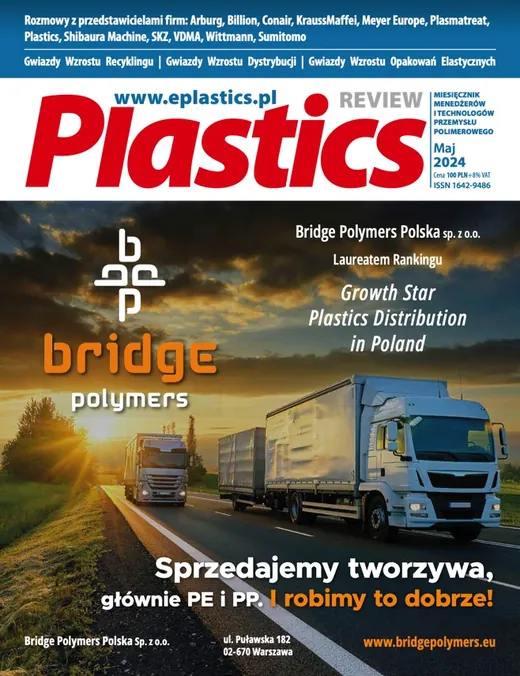 Rozmowy z przedstawicielami firm: Arburg, Billion, Conair, KraussMaffei, Meyer Europe, Plasmatreat,
Plastics, Shibaura Machine, SKZ, VDMA, Wittmann, Sumitomo
Gwiazdy Wzrostu Recyklingu | Gwiazdy Wzrostu Dystrybucji | Gwiazdy Wzrostu Opakowań Elastycznych
www.eplastics.pl
REVIEW
Plastics
MIESIĘCZNIK
MENEDŻERÓW
I TECHNOLOGÓW
PRZEMYSŁU
POLIMEROWEGO
Maj
2024
Cena 100 PLN + 8% VAT
ISSN 1642-9486
b
b e p
p
bridge
polymers
Bridge Polymers Polska sp. z o.o.
Laureatem Rankingu
Growth Star
Plastics Distribution
in Poland
Sprzedajemy tworzywa,
głównie PE i PP. I robimy to dobrze!
Bridge Polymers Polska Sp. z o.o.
ul. Puławska 182
02-670 Warszawa
www.bridgepolymers.eu